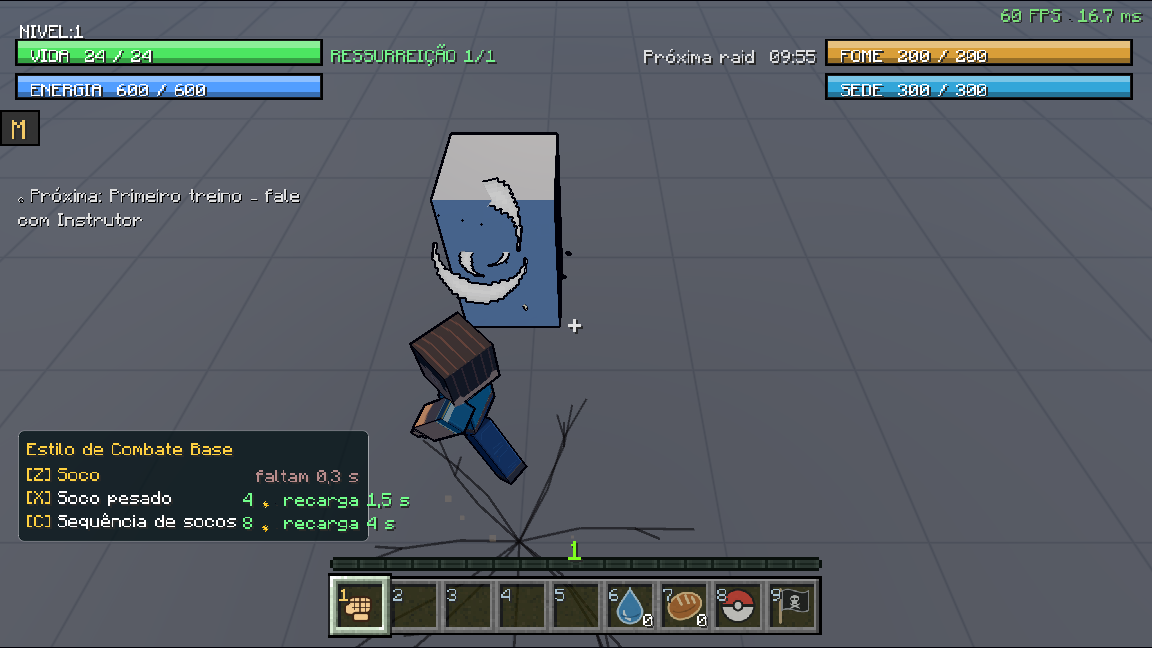 60 FPS . 16.7 ms
NIVEL:1
VIDA 24 / 24
RESSURREIÇÃO 1/1
Próxima raid 09:55
FOME 200 / 200
ENERGIA 600 / 600
SEDE 300 / 300
M
Próxima: Primeiro treino - fale
com Instrutor
Estilo de Combate Base
[Z] Soco faltam 0,3 s
[X] Soco pesado 4 recarga 1,5 s
[C] Sequência de socos 8 recarga 4 s
1
1 2 3 4 5 6 7 8 9
0 0